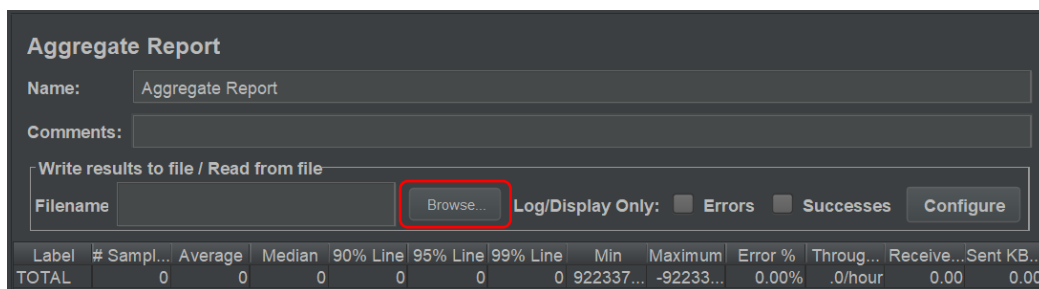 Aggregate Report
Name: Aggregate Report
Comments:
Write results to file / Read from file
Filename Browse... Log/Display Only: Errors Successes Configure
Label # Sampl... Average Median 90% Line 95% Line 99% Line Min Maximum Error % Throug... Receive... Sent KB...
TOTAL 0 0 0 0 0 0 922337... -92233... 0.00% .0/hour 0.00 0.00